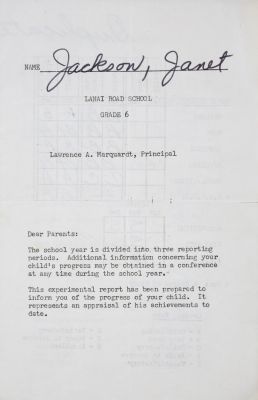 NAME Jackson, Janet
LANAI ROAD SCHOOL
GRADE 6
Lawrence A. Marquardt, Principal
Dear Parents:
The school year is divided into three reporting
periods. Additional information concerning your
child's progress may be obtained in a conference
at any time during the school year.
This experimental report has been prepared to
inform you of the progress of your child. It
represents an appraisal of his achievements to
date.